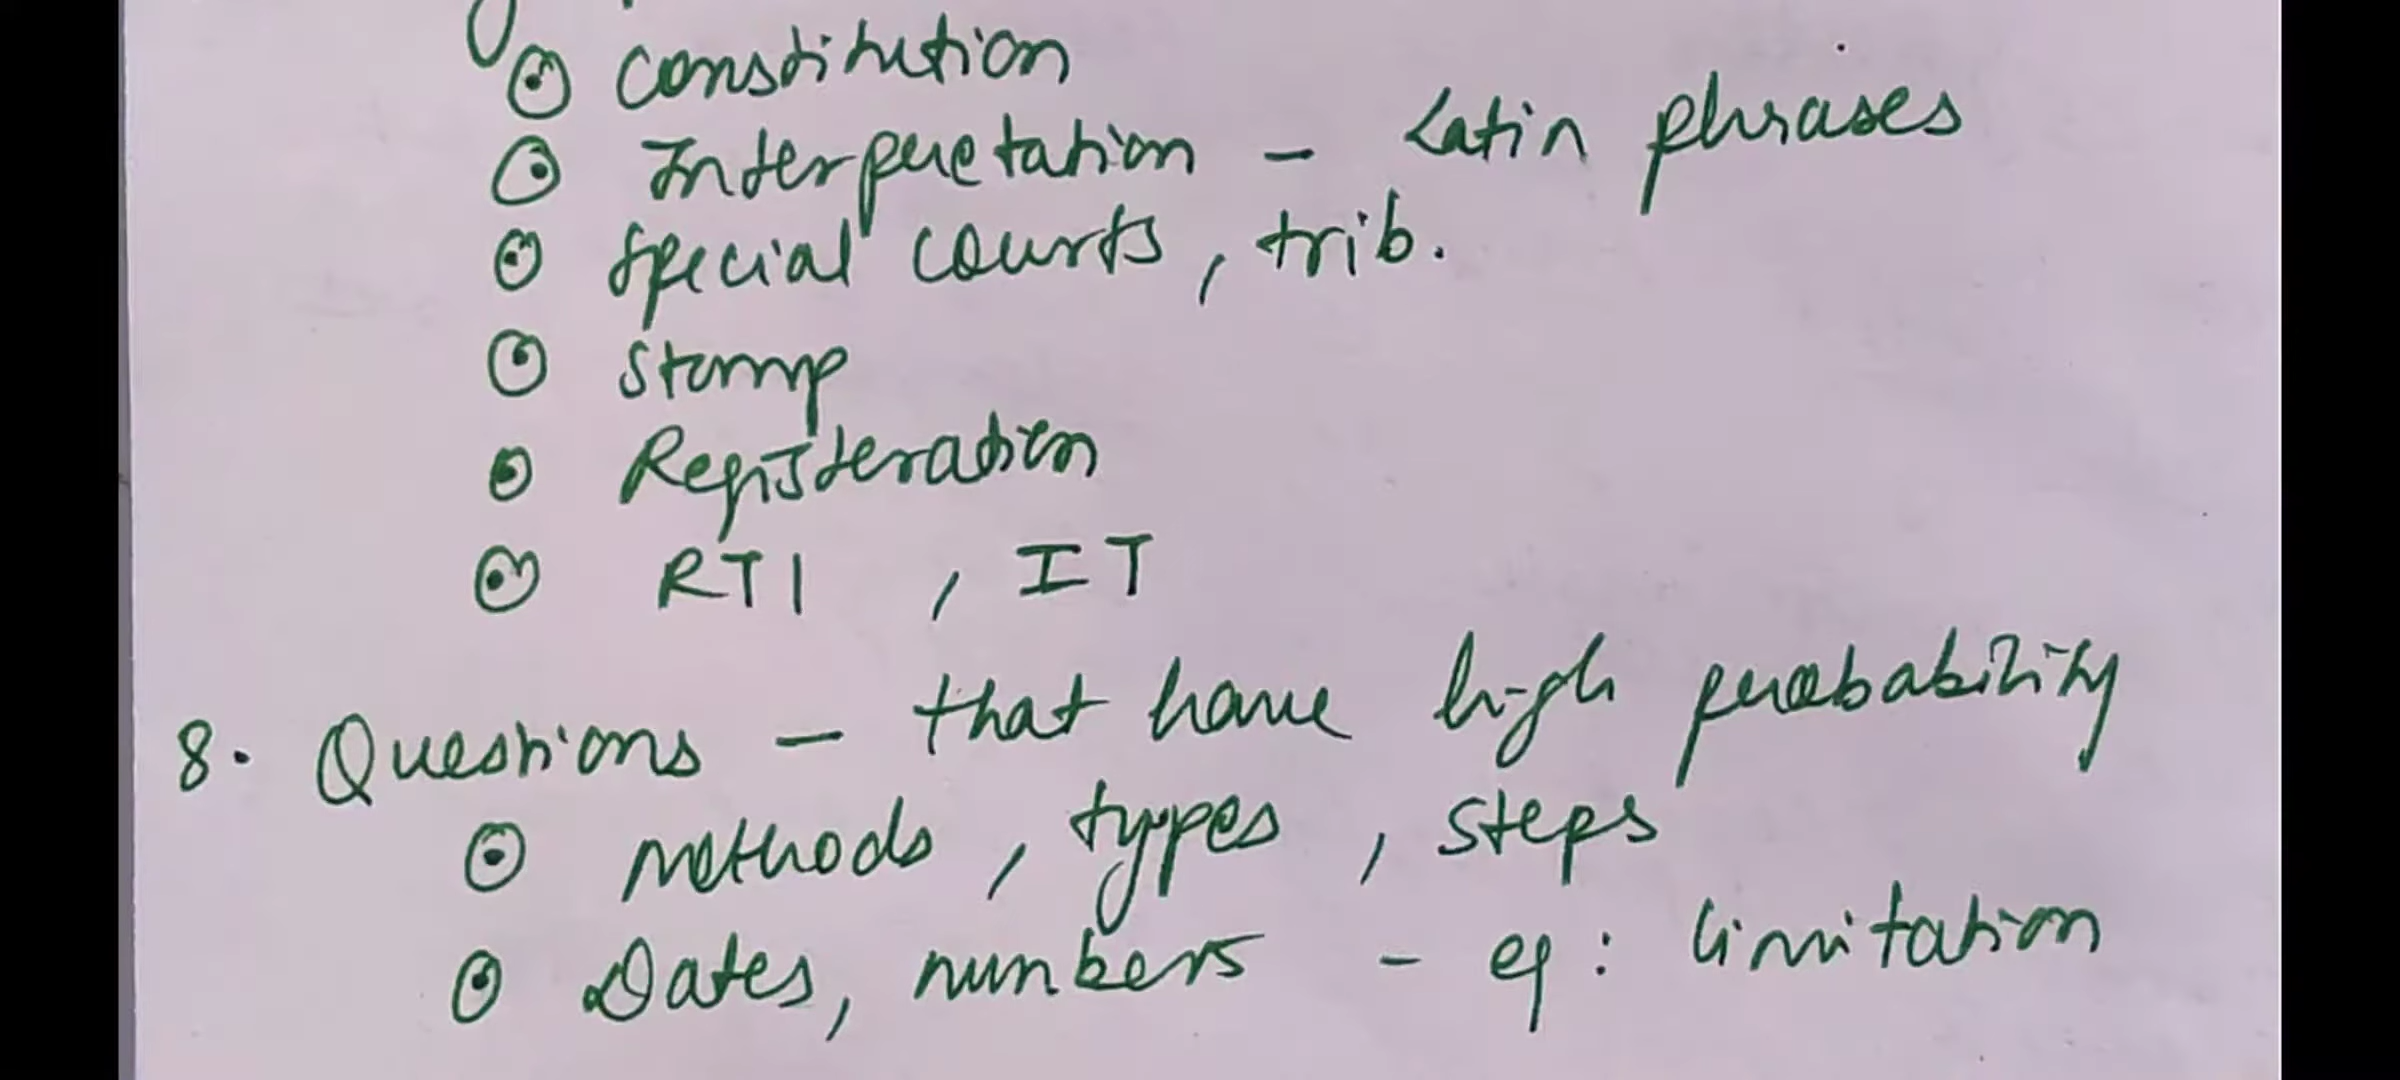 ⊙ Constitution
⊙ Interpretation - Latin phrases
⊙ Special courts, trib.
⊙ Stamp
⊙ Registeration
⊙ RTI, IT
8. Questions - that have high probability
⊙ Methods, types, steps
⊙ Dates, numbers - eg: limitation